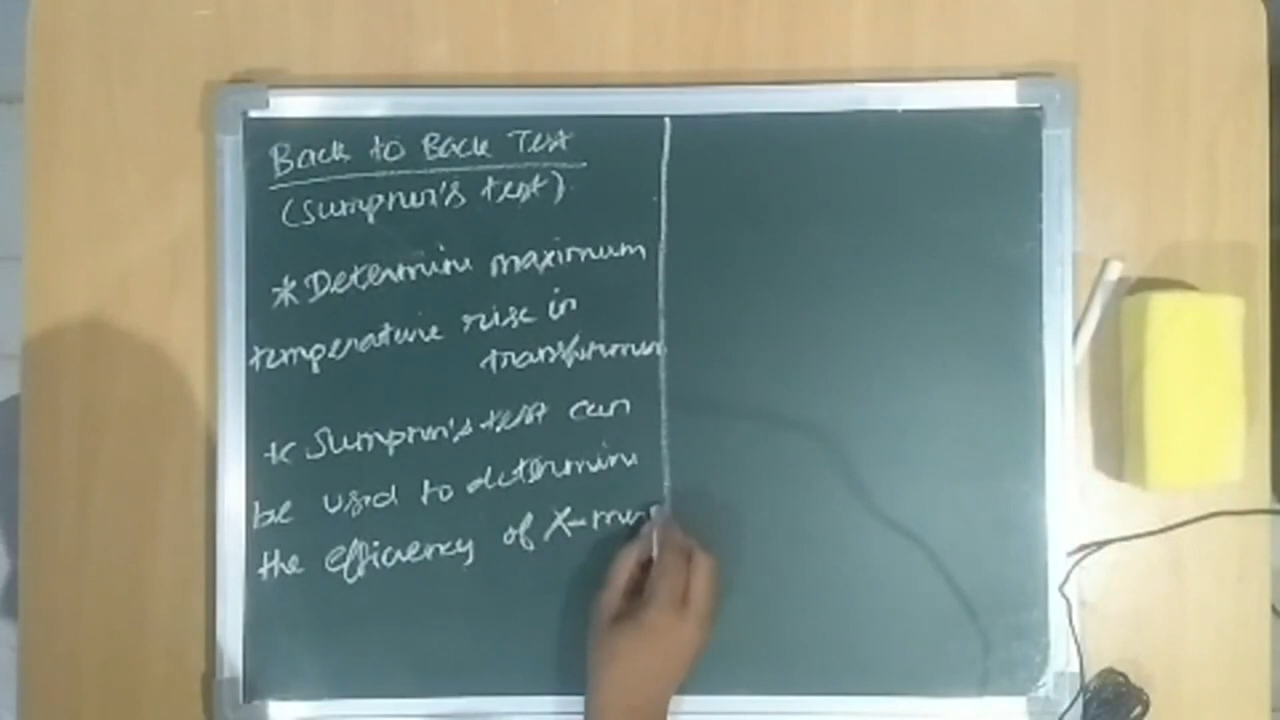 Back to Back Test
(Sumpner's test)
* Determine maximum
temperature rise in
transformer
* Sumpner's test can
be used to determine
the efficiency of X-mer